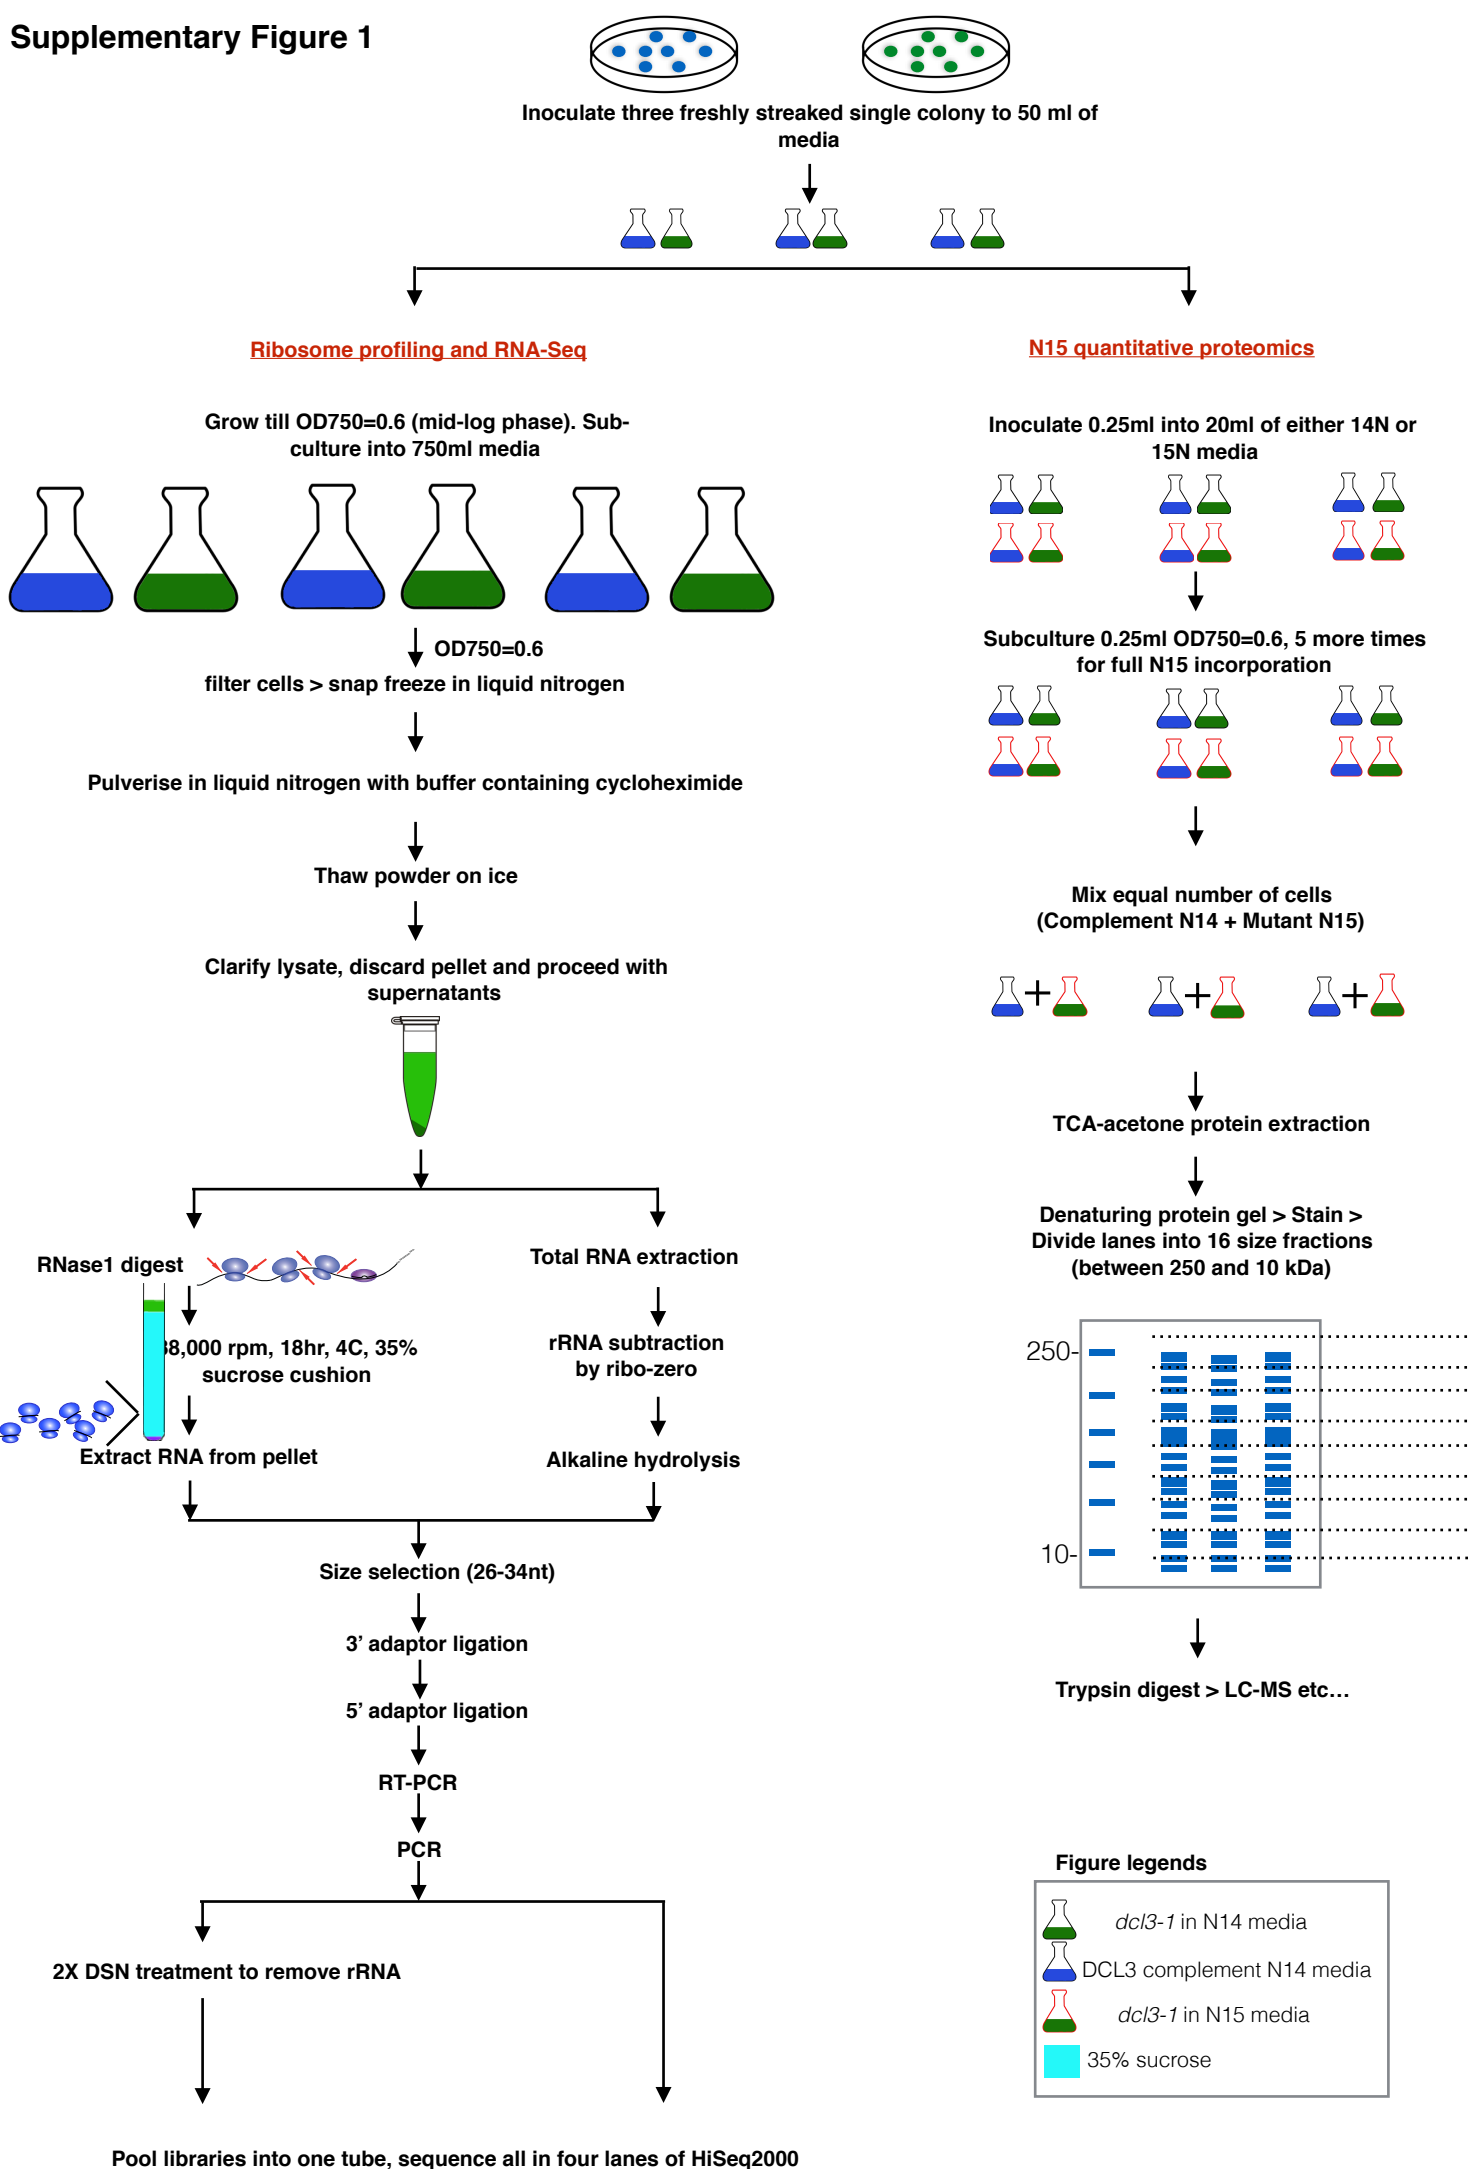 Supplementary Figure 1
Inoculate three freshly streaked single colony to 50 ml of
media
Ribosome profiling and RNA-Seq
Grow till OD750=0.6 (mid-log phase). Sub-
culture into 750ml media
OD750=0.6
filter cells > snap freeze in liquid nitrogen
Pulverise in liquid nitrogen with buffer containing cycloheximide
Thaw powder on ice
Clarify lysate, discard pellet and proceed with
supernatants
RNase1 digest
8,000 rpm, 18hr, 4C, 35%
sucrose cushion
Extract RNA from pellet
Total RNA extraction
rRNA subtraction
by ribo-zero
Alkaline hydrolysis
Size selection (26-34nt)
3’ adaptor ligation
5’ adaptor ligation
RT-PCR
PCR
2X DSN treatment to remove rRNA
Pool libraries into one tube, sequence all in four lanes of HiSeq2000
N15 quantitative proteomics
Inoculate 0.25ml into 20ml of either 14N or
15N media
Subculture 0.25ml OD750=0.6, 5 more times
for full N15 incorporation
Mix equal number of cells
(Complement N14 + Mutant N15)
+ + +
TCA-acetone protein extraction
Denaturing protein gel > Stain >
Divide lanes into 16 size fractions
(between 250 and 10 kDa)
250-
10-
Trypsin digest > LC-MS etc…
Figure legends
dcl3-1 in N14 media
DCL3 complement N14 media
dcl3-1 in N15 media
35% sucrose